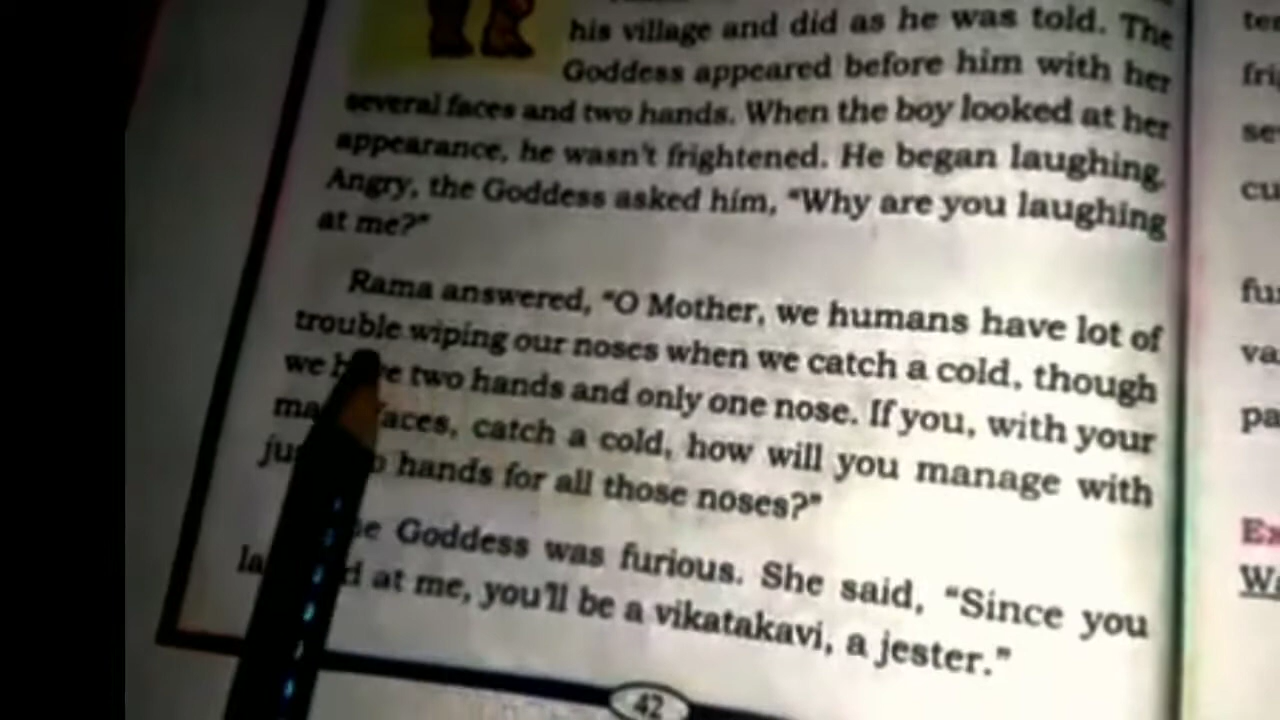 his village and did as he was told. The
Goddess appeared before him with her
several faces and two hands. When the boy looked at her
appearance, he wasn't frightened. He began laughing.
Angry, the Goddess asked him, "Why are you laughing
at me?"
Rama answered, "O Mother, we humans have lot of
trouble wiping our noses when we catch a cold, though
we have two hands and only one nose. If you, with your
faces, catch a cold, how will you manage with
hands for all those noses?"
Goddess was furious. She said, "Since you
at me, you'll be a vikatakavi, a jester."
42